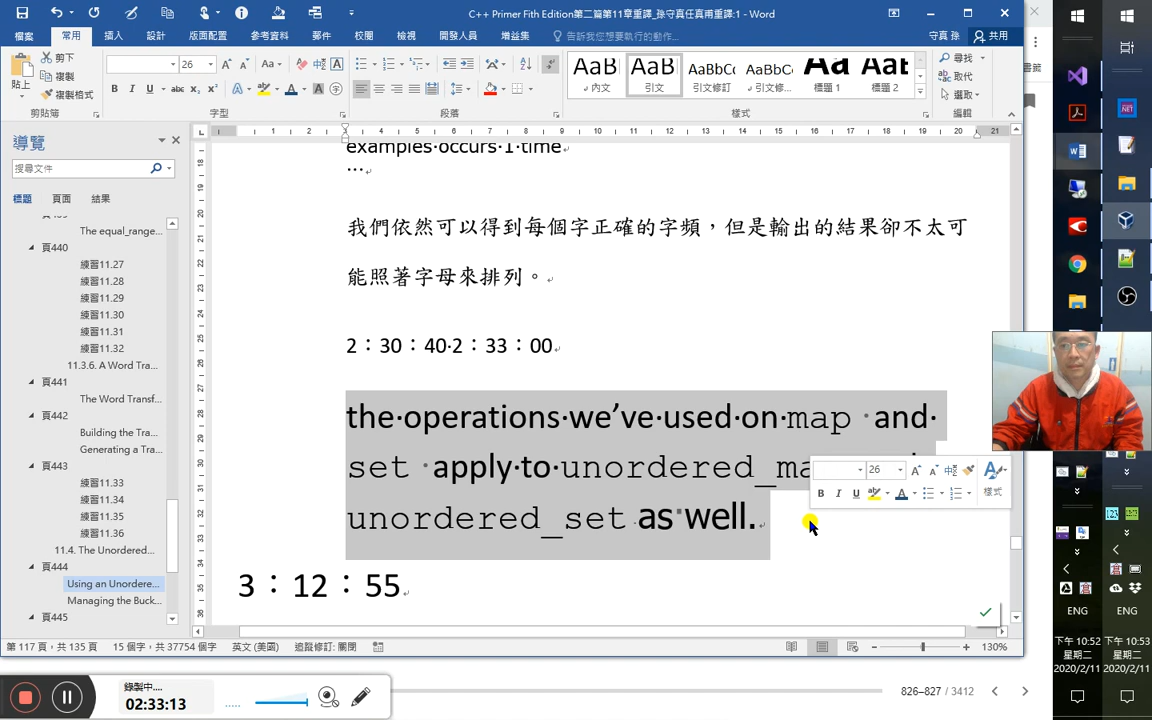 C++ Primer Fifth Edition第二篇第11章重譯_孫守真任真甫重譯:1 - Word
檔案 常用 插入 設計 版面配置 參考資料 郵件 校閱 檢視 開發人員 增益集 告訴我您想要執行的動作... 守真 孫 共用
貼上 剪下 複製 複製格式
26
AaB 內文 AaB 引文 AaBbC 引文修訂 AaBbC 引文... Aa 標題 1 Aat 標題 2
尋找 取代 選取
剪貼簿 字型 段落 樣式 編輯
導覽
搜尋文件
標題 頁面 結果
The equal_range...
頁440
練習11.27
練習11.28
練習11.29
練習11.30
練習11.31
練習11.32
11.3.6. A Word Tra...
頁441
The Word Transf...
頁442
Building the Tra...
Generating a Tra...
頁443
練習11.33
練習11.34
練習11.35
練習11.36
11.4. The Unordered...
頁444
Using an Unordere...
Managing the Buck...
頁445
examples·occurs·1·time
...
我們依然可以得到每個字正確的字頻，但是輸出的結果卻不太可
能照著字母來排列。
2：30：40·2：33：00
the·operations·we’ve·used·on·map and·
set apply·to·unordered_ma
unordered_set as well.
3：12：55
26
樣式
第 117 頁，共 135 頁 15 個字，共 37754 個字 英文 (美國) 追蹤修訂: 關閉 130%
錄製中....
02:33:13
826–827 / 3412
ENG ENG
下午 10:52 下午 10:53
星期二 星期二
2020/2/11 2020/2/11